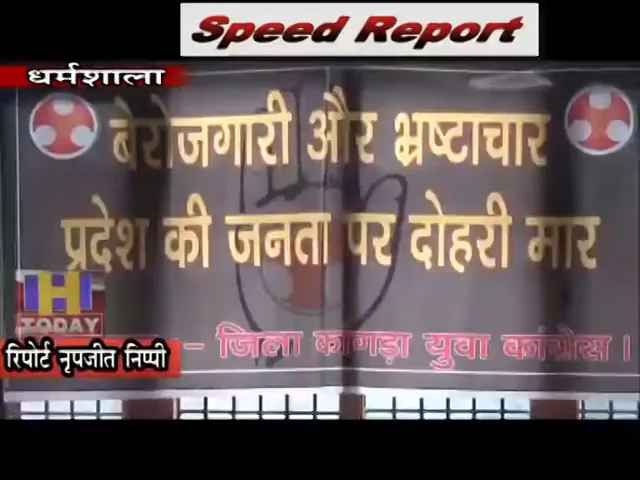 Speed Report
धर्मशाला
बेरोजगारी और भ्रष्टाचार
प्रदेश की जनता पर दोहरी मार
H
TODAY
रिपोर्ट नृपजीत निप्पी
- जिला कागड़ा युवा कांग्रेस ।